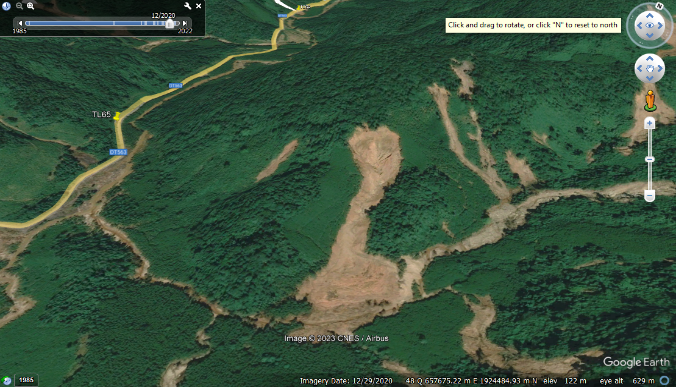 12/2020
1985
2022
Click and drag to rotate, or click "N" to reset to north
TL65
ĐT563
Image © 2023 CNES / Airbus
Google Earth
1985
Imagery Date: 12/29/2020 48 Q 657675.22 m E 1924484.93 m N elev 122 m eye alt 629 m